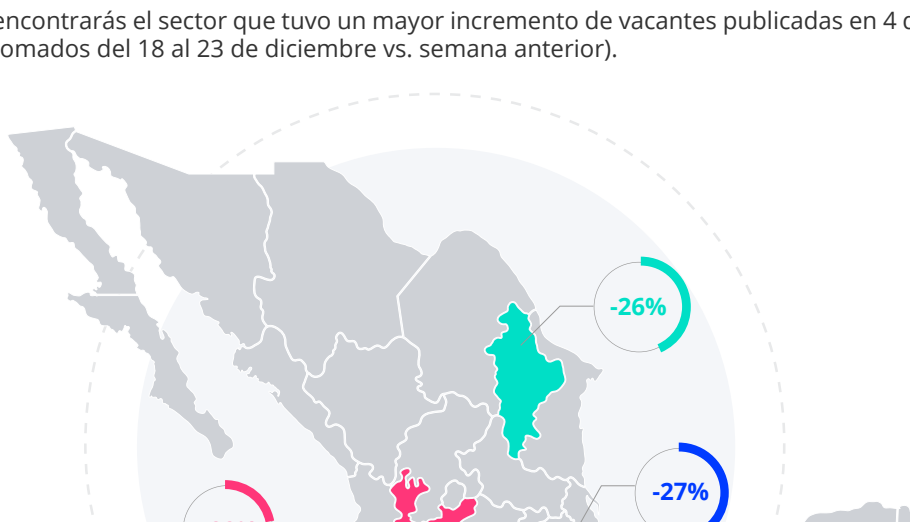 encontrarás el sector que tuvo un mayor incremento de vacantes publicadas en 4
omados del 18 al 23 de diciembre vs. semana anterior).
-26%
-27%